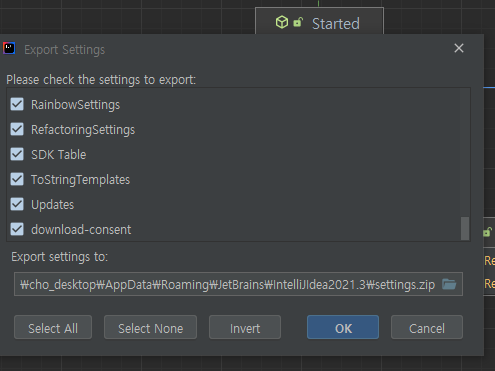 Started
Export Settings
Please check the settings to export:
RainbowSettings
RefactoringSettings
SDK Table
ToStringTemplates
Updates
download-consent
Export settings to:
₩cho_desktop₩AppData₩Roaming₩JetBrains₩IntelliJIdea2021.3₩settings.zip
Select All
Select None
Invert
OK
Cancel
Re
Re